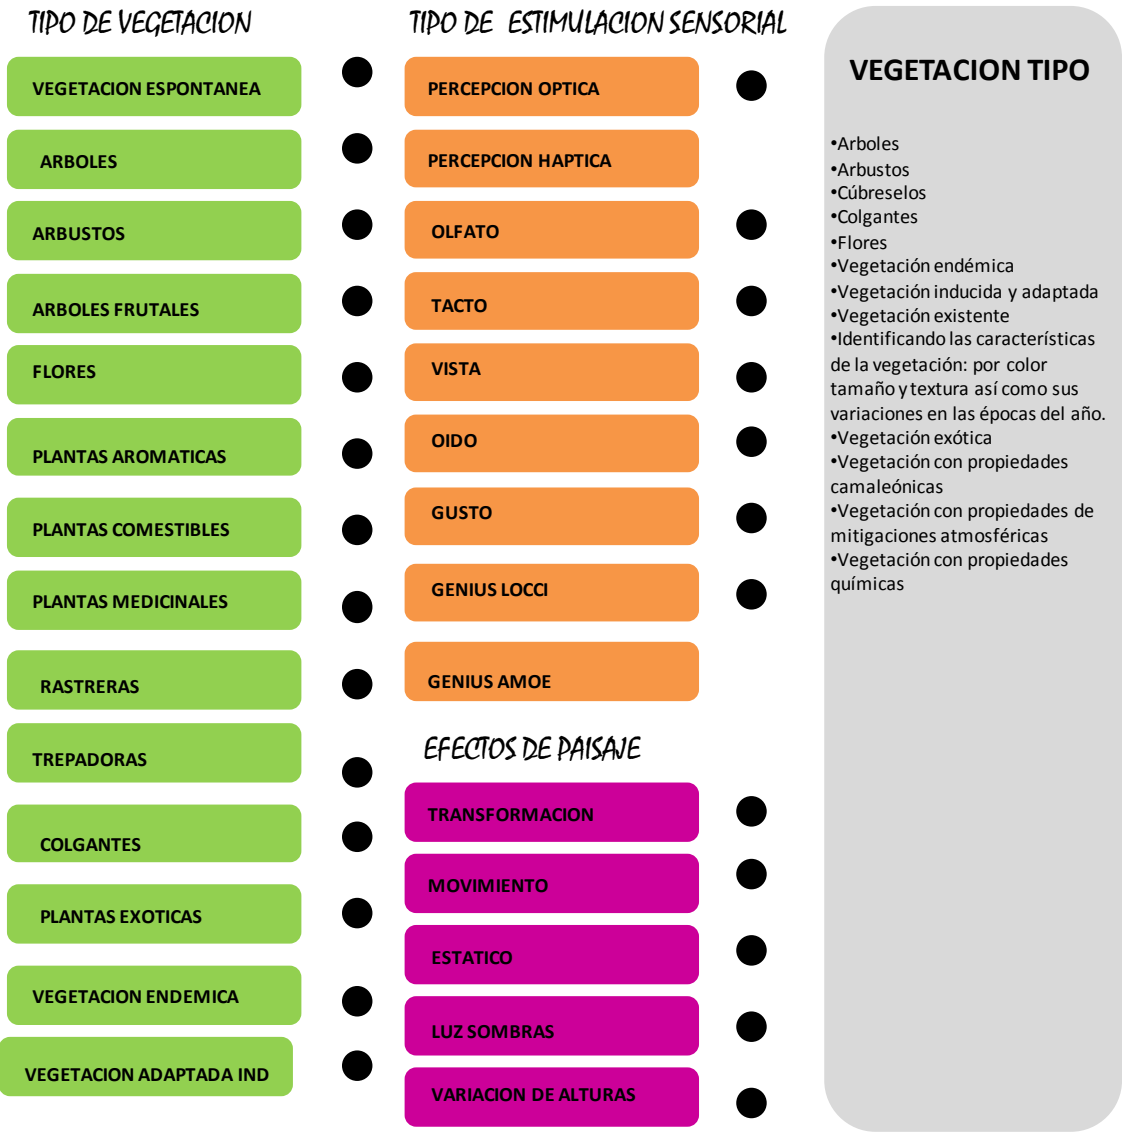 TIPO DE VEGETACION
VEGETACION ESPONTANEA
ARBOLES
ARBUSTOS
ARBOLES FRUTALES
FLORES
PLANTAS AROMATICAS
PLANTAS COMESTIBLES
PLANTAS MEDICINALES
RASTRERAS
TREPADORAS
COLGANTES
PLANTAS EXOTICAS
VEGETACION ENDEMICA
VEGETACION ADAPTADA IND
TIPO DE ESTIMULACION SENSORIAL
PERCEPCION OPTICA
PERCEPCION HAPTICA
OLFATO
TACTO
VISTA
OIDO
GUSTO
GENIUS LOCCI
GENIUS AMOE
EFECTOS DE PAISAJE
TRANSFORMACION
MOVIMIENTO
ESTATICO
LUZ SOMBRAS
VARIACION DE ALTURAS
VEGETACION TIPO
•Arboles
•Arbustos
•Cúbreselos
•Colgantes
•Flores
•Vegetación endémica
•Vegetación inducida y adaptada
•Vegetación existente
•Identificando las características
de la vegetación: por color
tamaño y textura así como sus
variaciones en las épocas del año.
•Vegetación exótica
•Vegetación con propiedades
camaleónicas
•Vegetación con propiedades de
mitigaciones atmosféricas
•Vegetación con propiedades
químicas